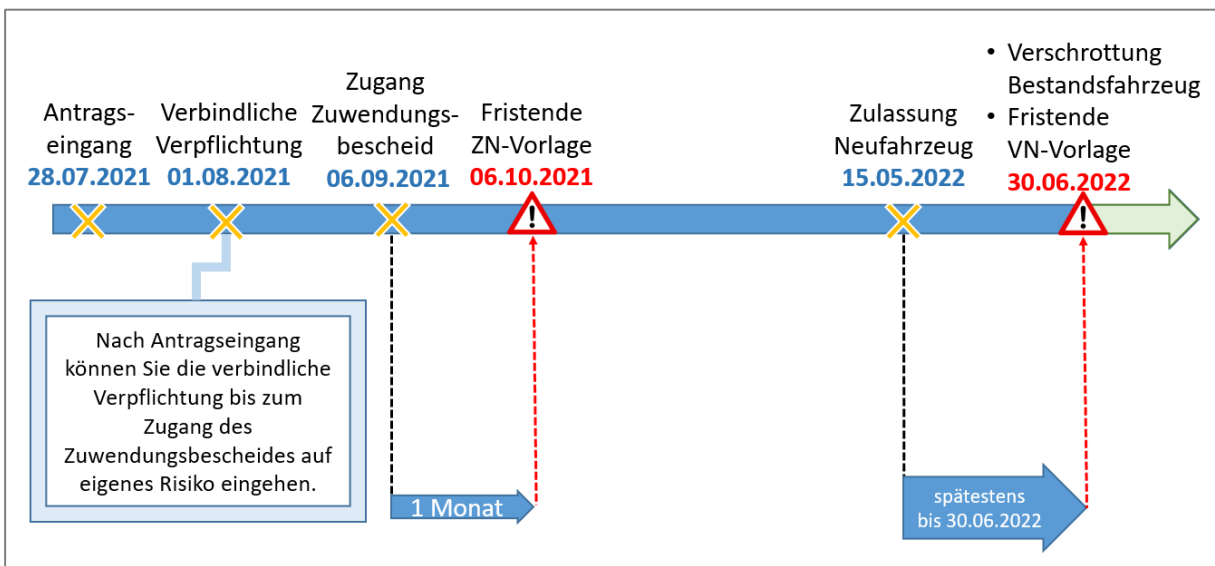 Antrags-
eingang
28.07.2021
Verbindliche
Verpflichtung
01.08.2021
Zugang
Zuwendungs-
bescheid
06.09.2021
Fristende
ZN-Vorlage
06.10.2021
Zulassung
Neufahrzeug
15.05.2022
• Verschrottung
Bestandsfahrzeug
• Fristende
VN-Vorlage
30.06.2022
!
!
Nach Antragseingang
können Sie die verbindliche
Verpflichtung bis zum
Zugang des
Zuwendungsbescheides auf
eigenes Risiko eingehen.
1 Monat
spätestens
bis 30.06.2022